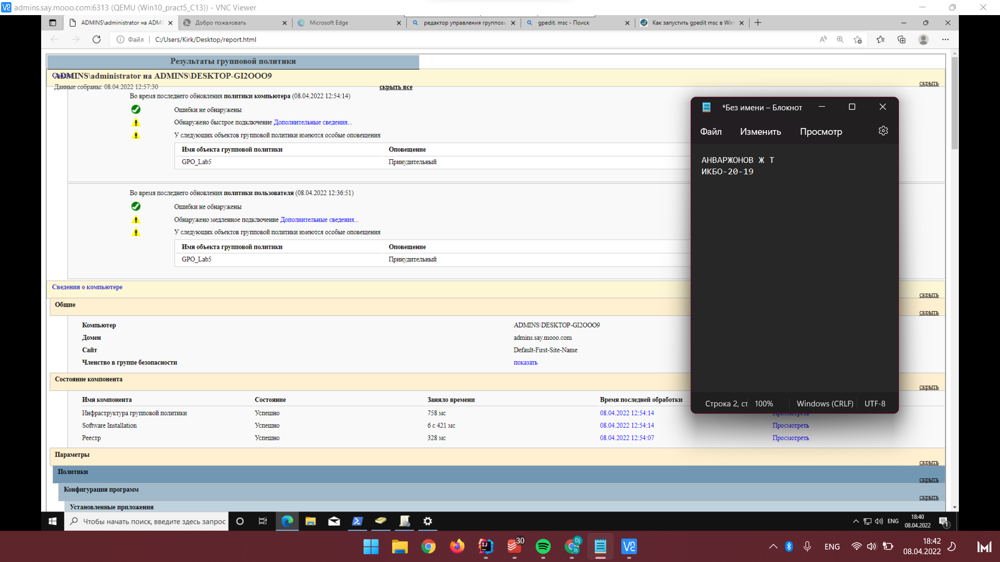 admins.say.mooo.com:6313 (QEMU (Win10_pract5_C13)) - VNC Viewer
ADMINS\administrator на ADMI
Добро пожаловать
Microsoft Edge
редактор управления группов
gpedit. msc - Поиск
Как запустить gpedit msc в Win
Файл
C:/Users/Kirk/Desktop/report.html
Результаты групповой политики
ADMINS\administrator на ADMINS\DESKTOP-GI2OOO9
скрыть
Данные собраны: 08.04.2022 12:57:30
скрыть все
Во время последнего обновления политики компьютера (08.04.2022 12:54:14)
Ошибки не обнаружены
Обнаружено быстрое подключение Дополнительные сведения...
У следующих объектов групповой политики имеются особые оповещения
Имя объекта групповой политики Оповещение
GPO_Lab5 Принудительный
Во время последнего обновления политики пользователя (08.04.2022 12:36:51)
Ошибки не обнаружены
Обнаружено медленное подключение Дополнительные сведения...
У следующих объектов групповой политики имеются особые оповещения
Имя объекта групповой политики Оповещение
GPO_Lab5 Принудительный
Сведения о компьютере
скрыть
Общие
скрыть
Компьютер ADMINS\DESKTOP-GI2OOO9
Домен admins.say.mooo.com
Сайт Default-First-Site-Name
Членство в группе безопасности показать
Состояние компонента
скрыть
Имя компонента Состояние Заняло времени Время последней обработки
Инфраструктура групповой политики Успешно 758 мс 08.04.2022 12:54:14 Просмотреть
Software Installation Успешно 6 с 421 мс 08.04.2022 12:54:14 Просмотреть
Реестр Успешно 328 мс 08.04.2022 12:54:07 Просмотреть
Параметры
скрыть
Политики
скрыть
Конфигурация программ
скрыть
Установленные приложения
*Без имени – Блокнот
Файл Изменить Просмотр
АНВАРЖОНОВ Ж Т
ИКБО-20-19
Строка 2, ст 100% Windows (CRLF) UTF-8
Чтобы начать поиск, введите здесь запрос
ENG
18:40
08.04.2022
1
30
Dj
Dj
ENG
18:42
08.04.2022